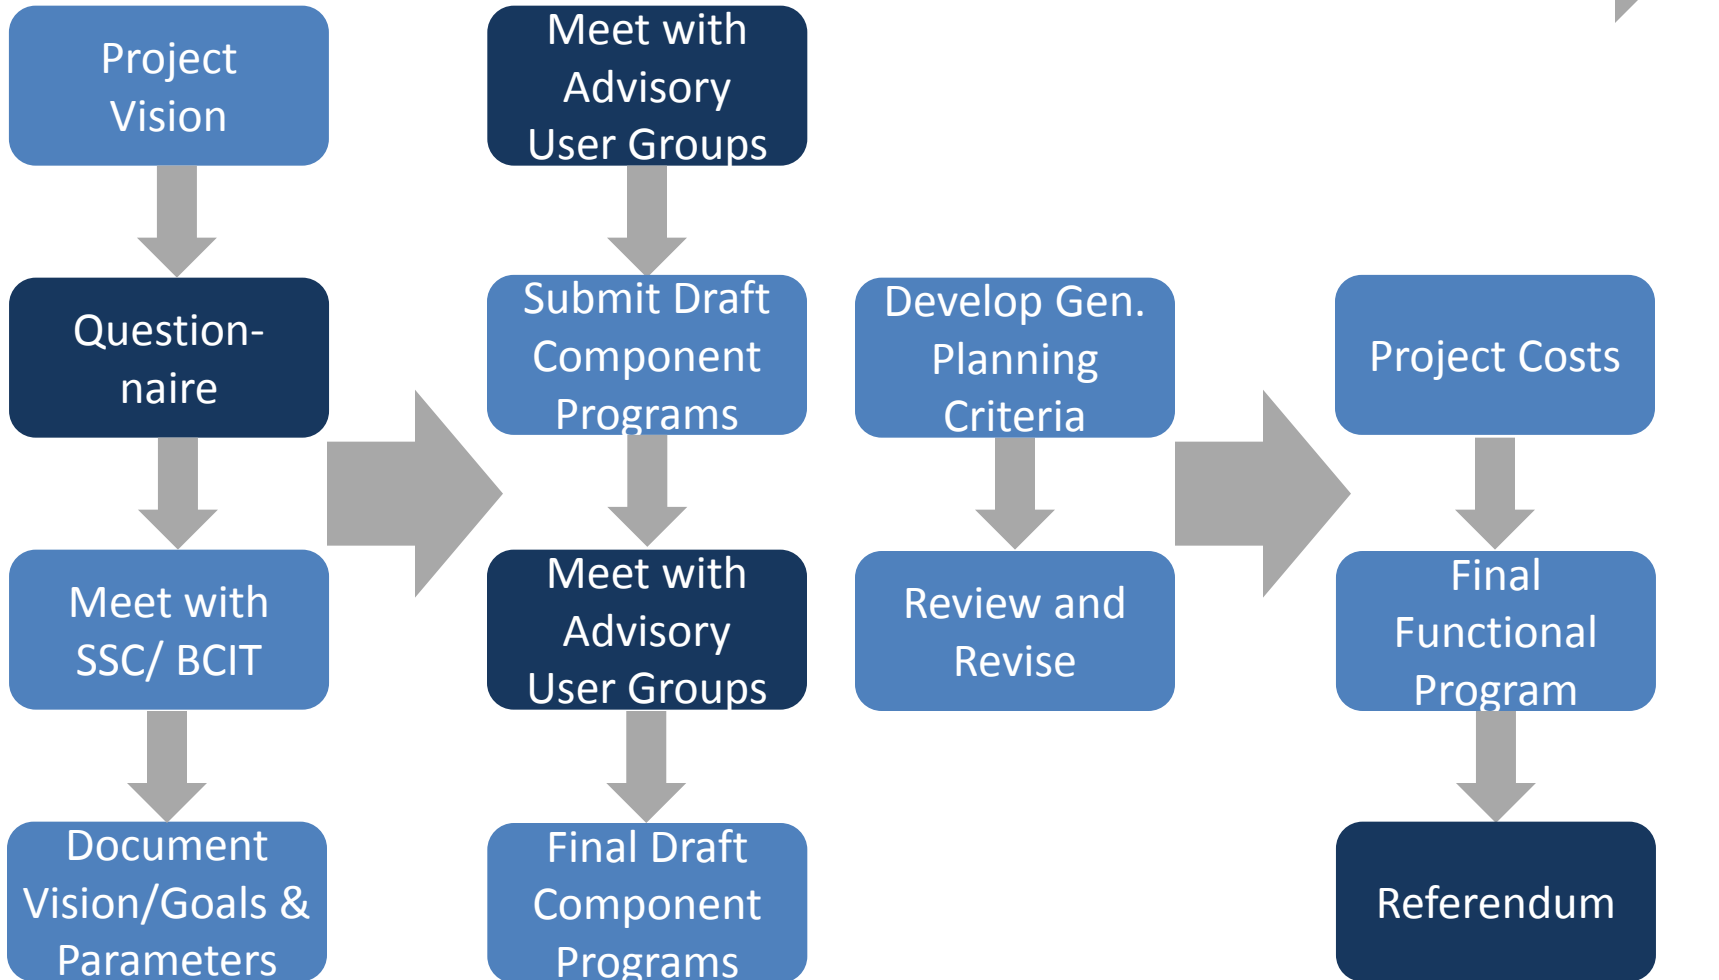 Project
Vision
Question-
naire
Meet with
SSC/ BCIT
Document
Vision/Goals &
Parameters
Meet with
Advisory
User Groups
Submit Draft
Component
Programs
Meet with
Advisory
User Groups
Final Draft
Component
Programs
Develop Gen.
Planning
Criteria
Review and
Revise
Project Costs
Final
Functional
Program
Referendum